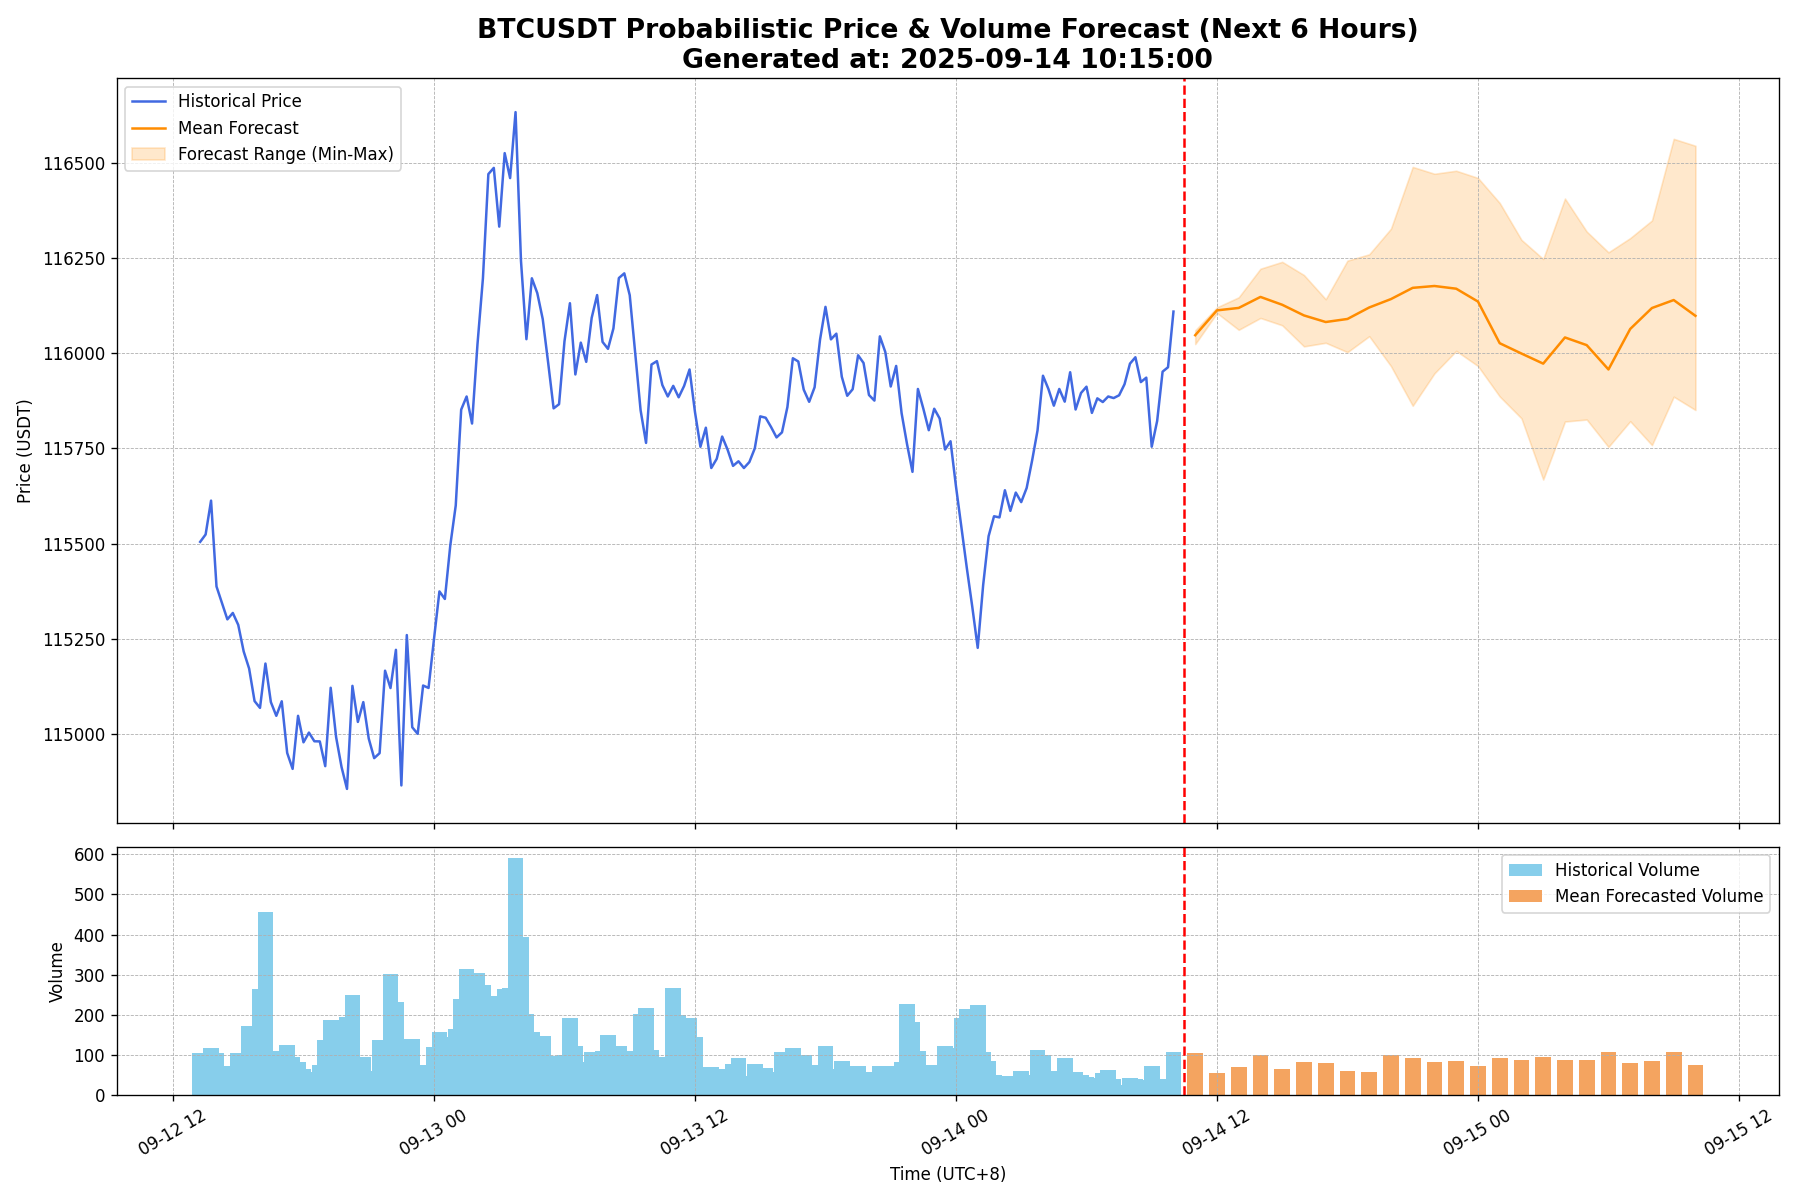 BTCUSDT Probabilistic Price & Volume Forecast (Next 6 Hours)
Generated at: 2025-09-14 10:15:00
Historical Price
Mean Forecast
Forecast Range (Min-Max)
116500
116250
116000
115750
115500
115250
115000
Price (USDT)
Historical Volume
Mean Forecasted Volume
600
500
400
300
200
100
0
Volume
09-12 12
09-13 00
09-13 12
09-14 00
09-14 12
09-15 00
09-15 12
Time (UTC+8)